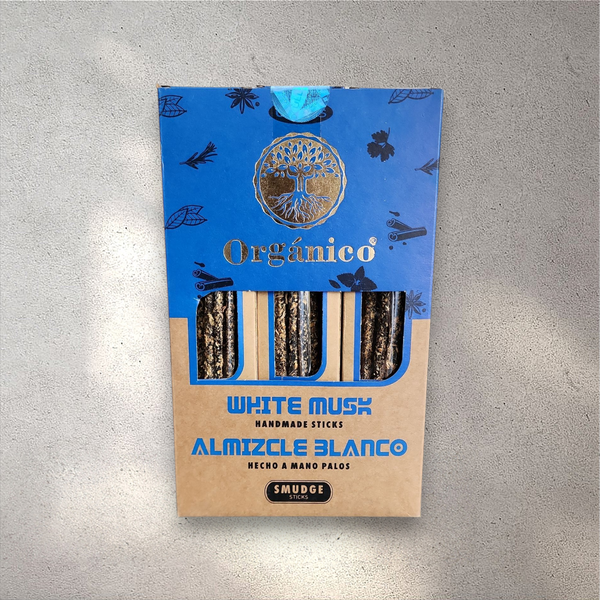 Orgánico
WHITE MUSK
HANDMADE STICKS
ALMIZCLE BLANCO
HECHO A MANO PALOS
SMUDGE
STICKS